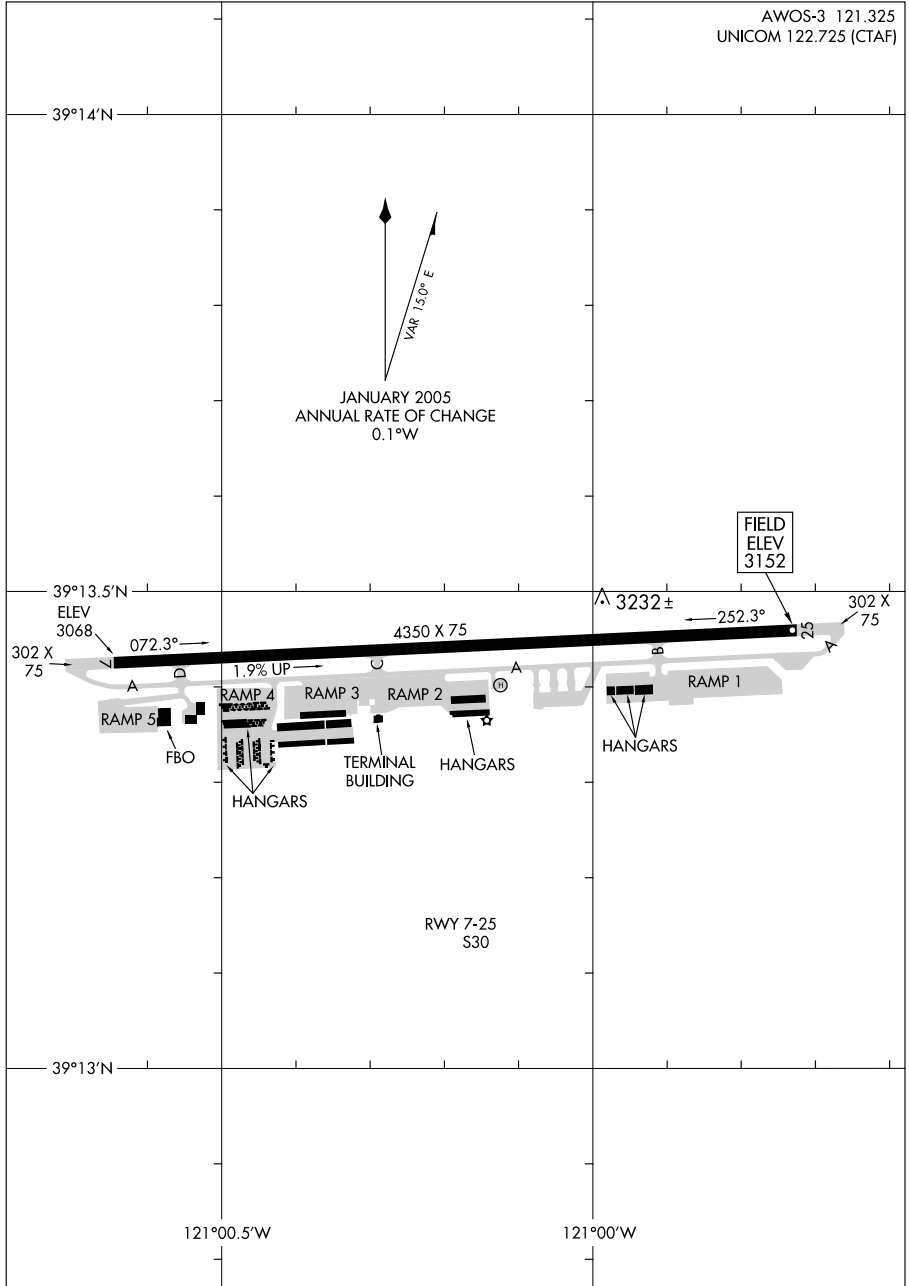 AWOS-3 121.325
UNICOM 122.725 (CTAF)
39°14'N
VAR 15.0° E
JANUARY 2005
ANNUAL RATE OF CHANGE
0.1°W
FIELD
ELEV
3152
39°13.5'N
ELEV
3068
3232 ±
302 X
75
302 X
75
7
072.3°
4350 X 75
252.3°
25
1.9% UP
A
D
C
A
B
A
RAMP 5
RAMP 4
RAMP 3
RAMP 2
H
RAMP 1
FBO
HANGARS
TERMINAL
BUILDING
HANGARS
HANGARS
RWY 7-25
S30
39°13'N
121°00.5'W
121°00'W